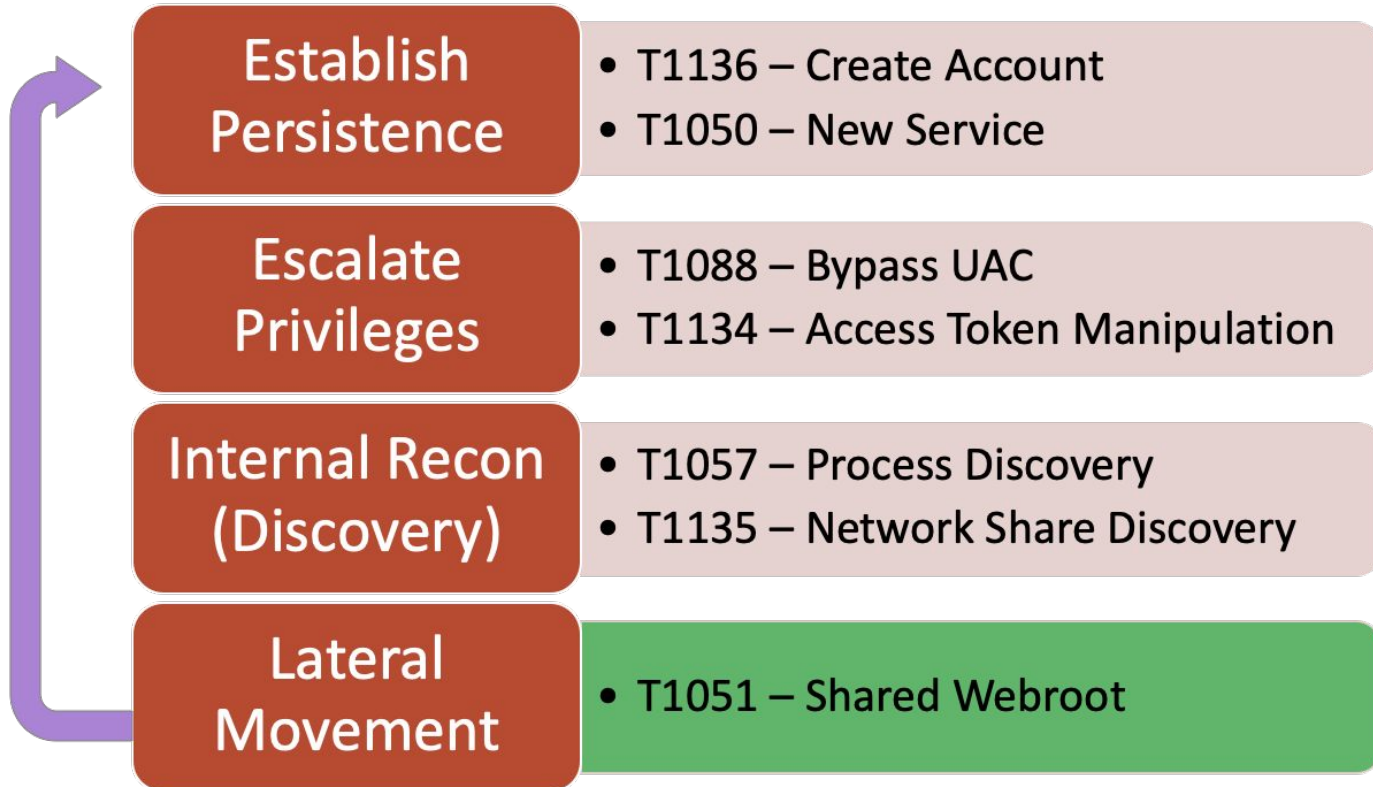 Establish
Persistence
• T1136 – Create Account
• T1050 – New Service
Escalate
Privileges
• T1088 – Bypass UAC
• T1134 – Access Token Manipulation
Internal Recon
(Discovery)
• T1057 – Process Discovery
• T1135 – Network Share Discovery
Lateral
Movement
• T1051 – Shared Webroot